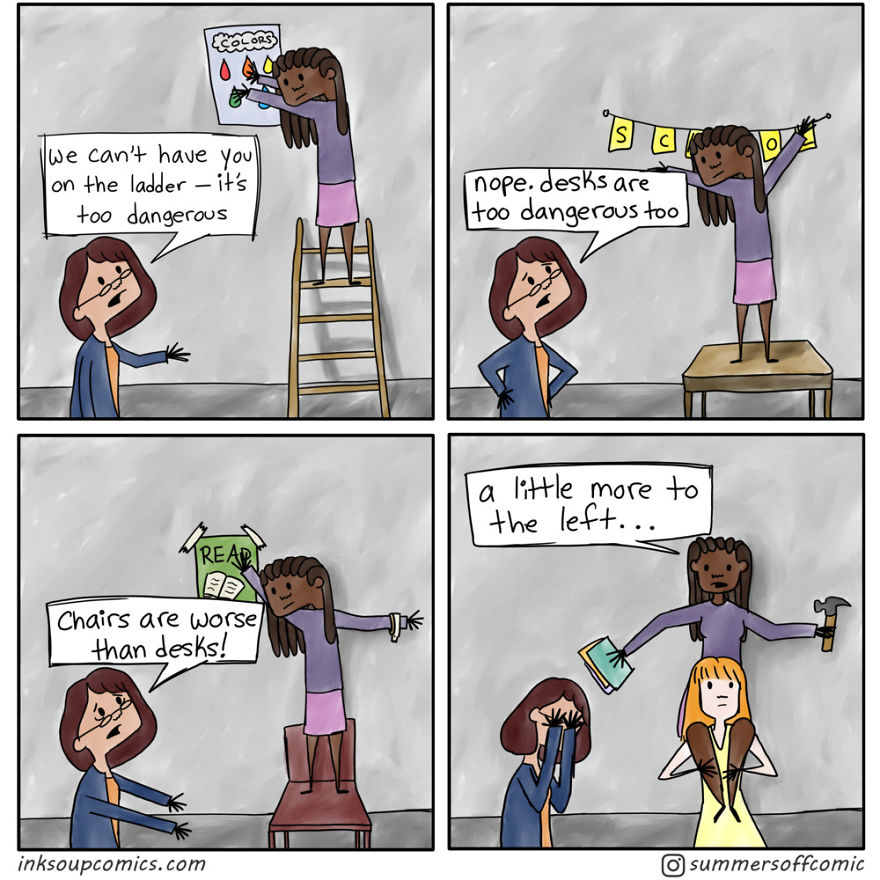 COLORS
We can't have you
on the ladder – it's
too dangerous
S C O
nope. desks are
too dangerous too
READ
Chairs are worse
than desks!
a little more to
the left...
inksoupcomics.com
summersoffcomic